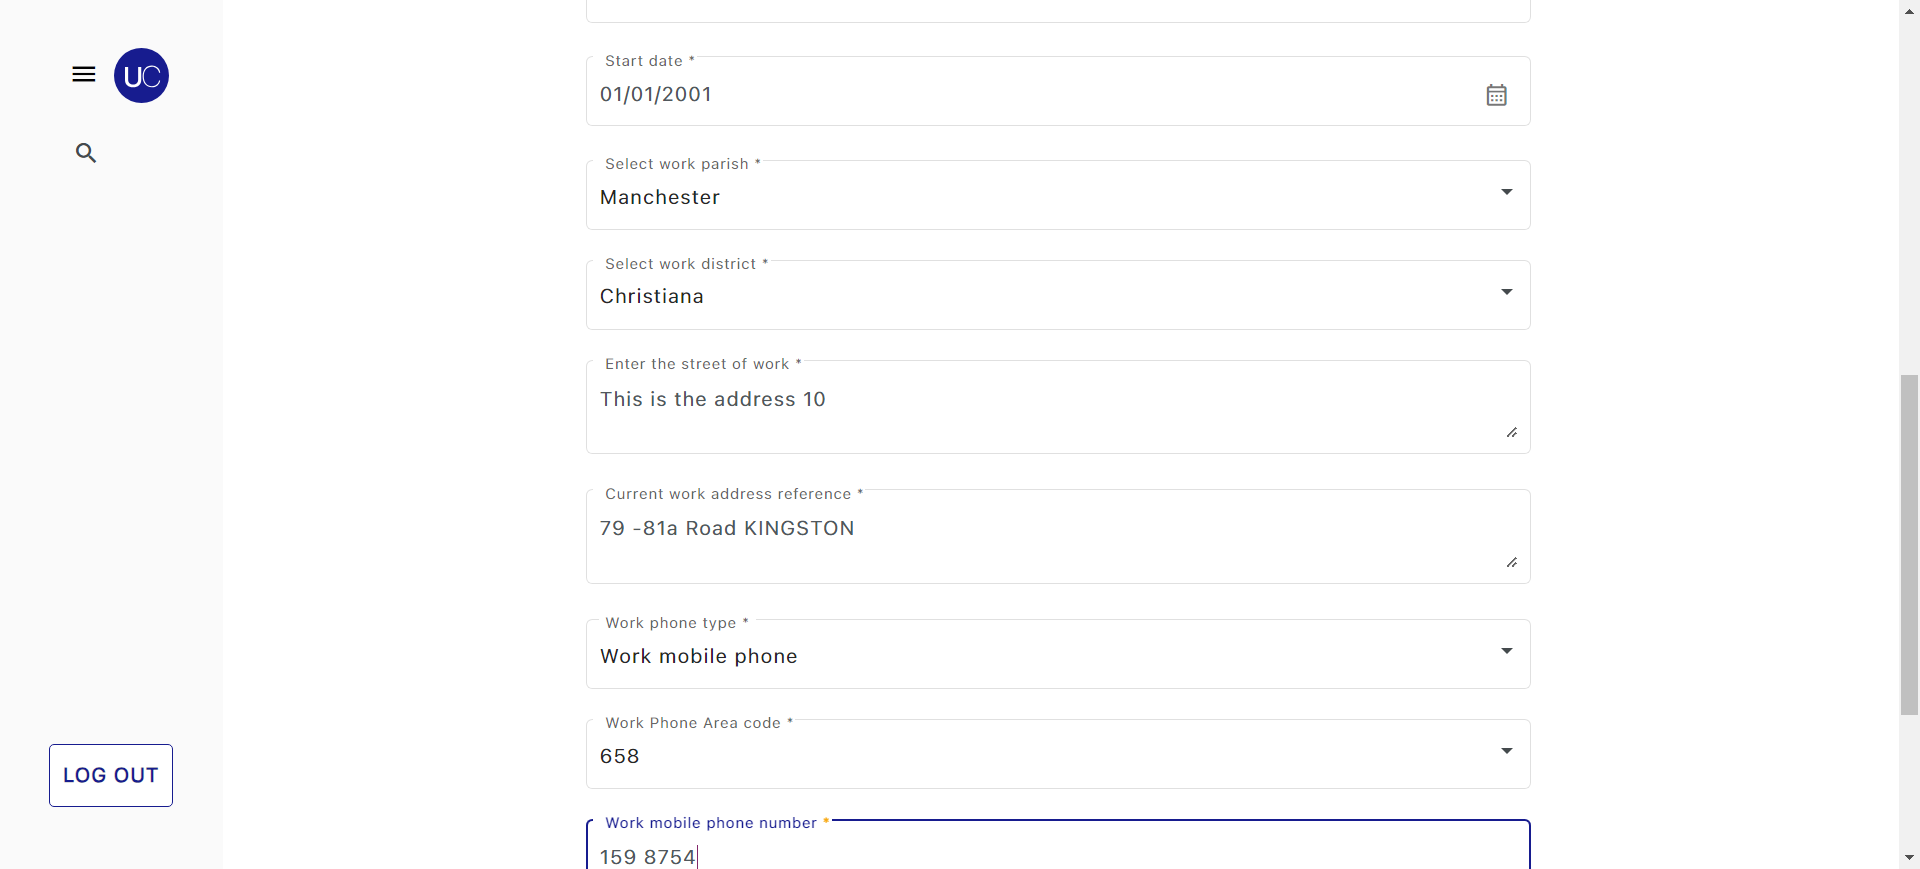 UC
Start date *
01/01/2001
Select work parish *
Manchester
Select work district *
Christiana
Enter the street of work *
This is the address 10
Current work address reference *
79 -81a Road KINGSTON
Work phone type *
Work mobile phone
Work Phone Area code *
658
LOG OUT
Work mobile phone number *
159 8754